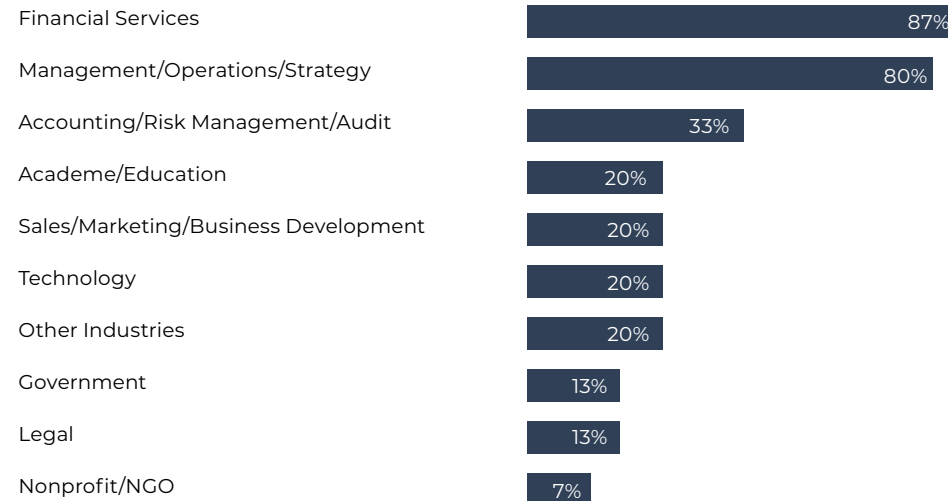 Financial Services 87%
Management/Operations/Strategy 80%
Accounting/Risk Management/Audit 33%
Academe/Education 20%
Sales/Marketing/Business Development 20%
Technology 20%
Other Industries 20%
Government 13%
Legal 13%
Nonprofit/NGO 7%